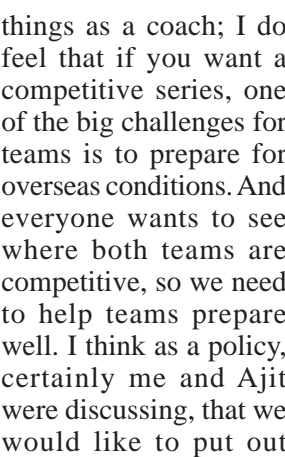 things as a coach; I do
feel that if you want a
competitive series, one
of the big challenges for
teams is to prepare for
overseas conditions. And
everyone wants to see
where both teams are
competitive, so we need
to help teams prepare
well. I think as a policy,
certainly me and Ajit
were discussing, that we
would like to put out